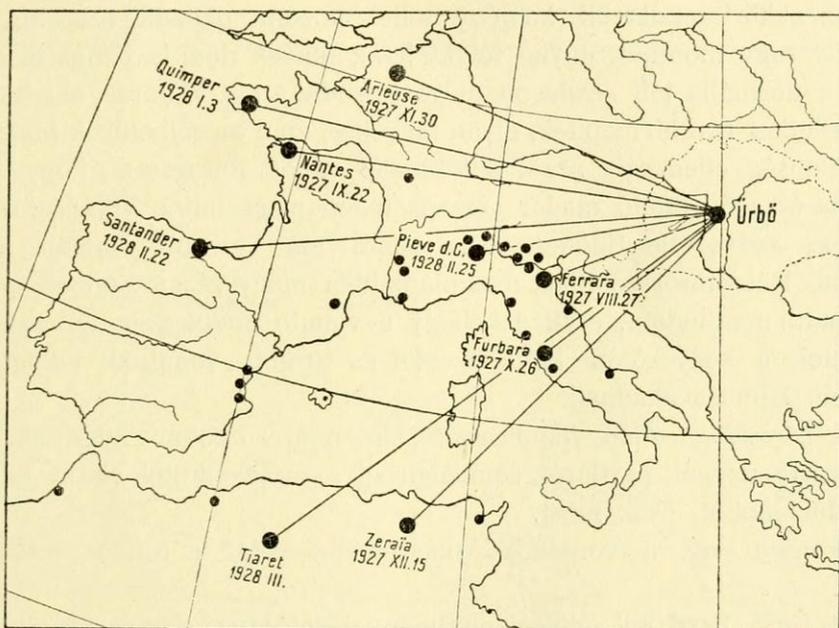 Quimper
1928 I.3
Arleuse
1927 XI.30
Nantes
1927 IX.22
Ürbö
Santander
1928 II.22
Pieve d.C.
1928 II.25
Ferrara
1927 VIII.27
Furbara
1927 X.26
Tiaret
1928 III.
Zeraïa
1927 XII.15